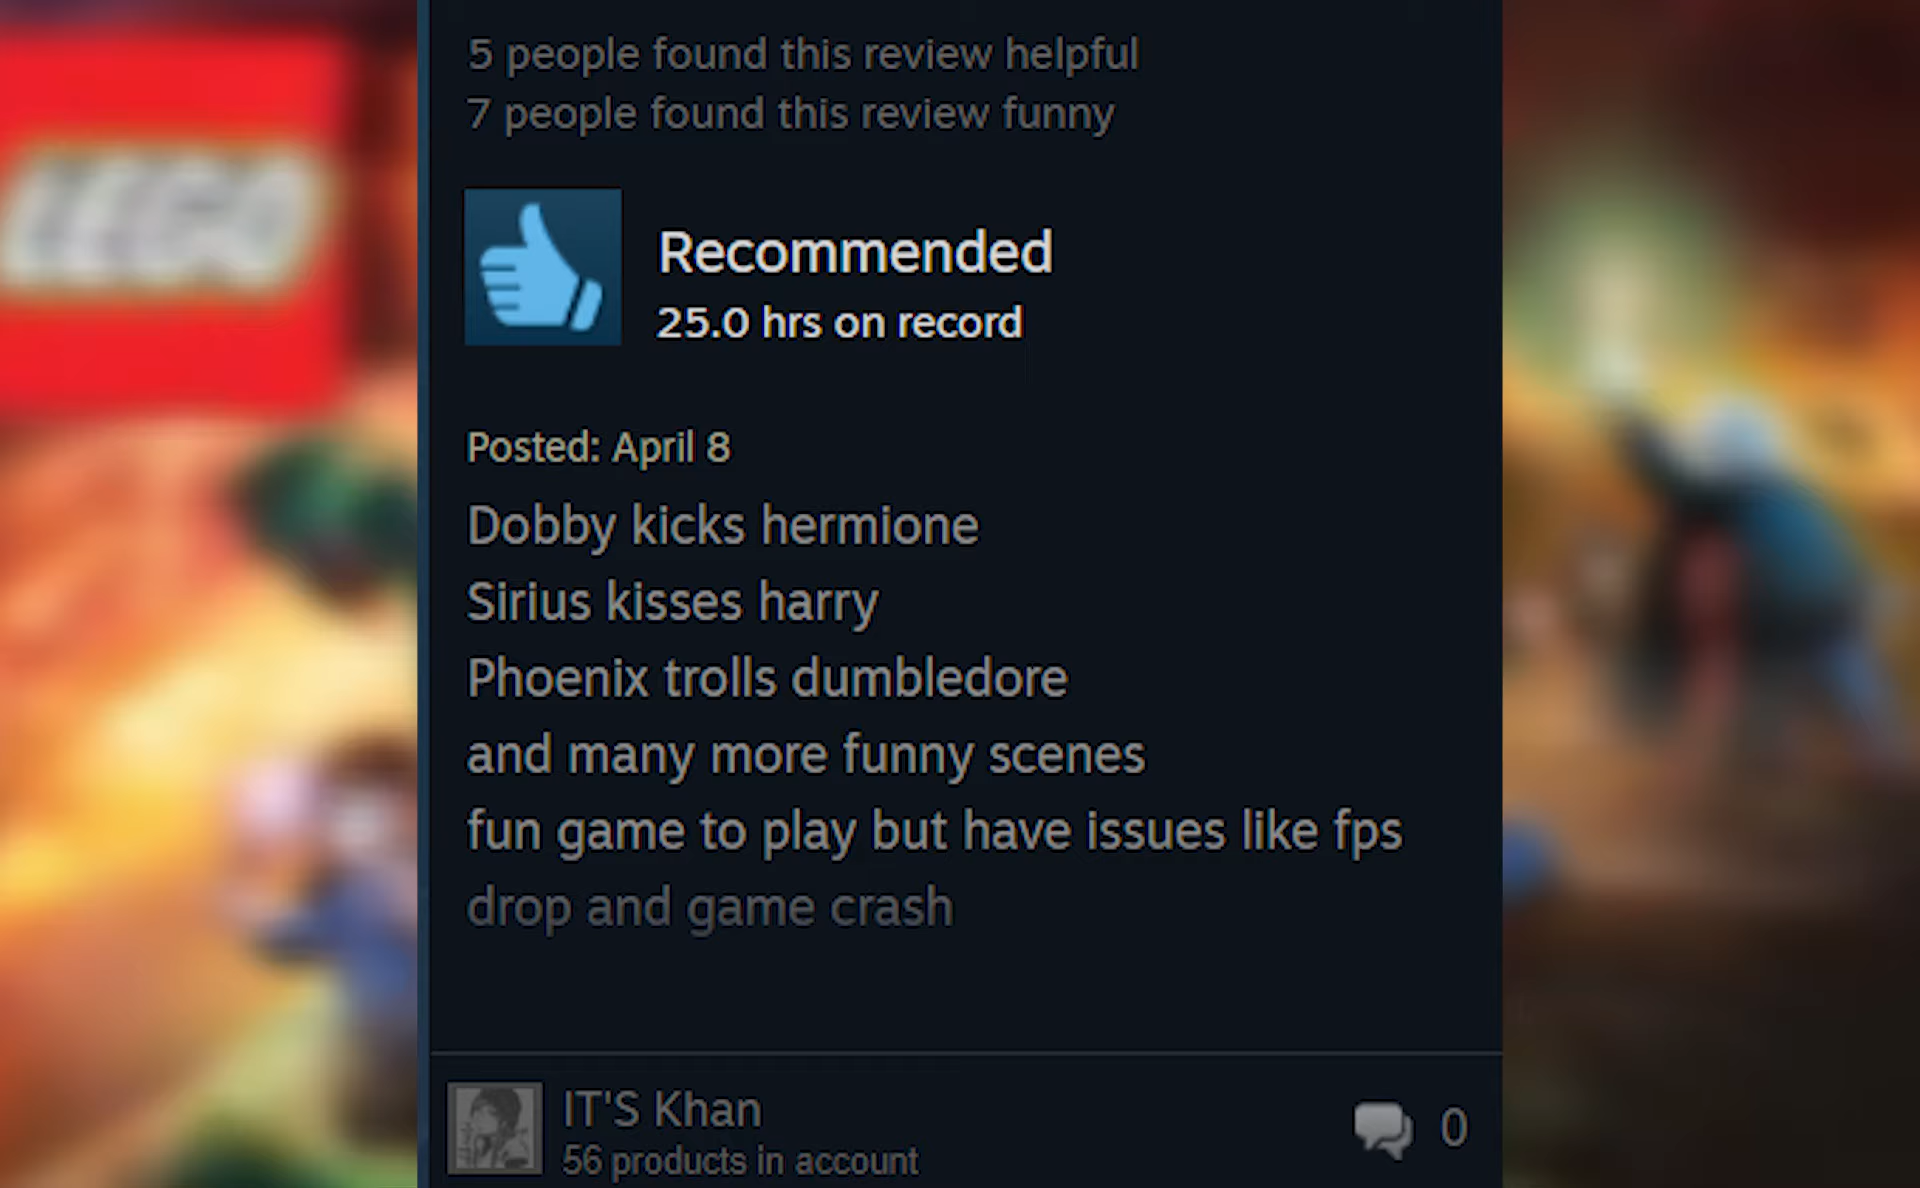 5 people found this review helpful
7 people found this review funny
LEGO
Recommended
25.0 hrs on record
Posted: April 8
Dobby kicks hermione
Sirius kisses harry
Phoenix trolls dumbledore
and many more funny scenes
fun game to play but have issues like fps
drop and game crash
IT'S Khan
56 products in account
0